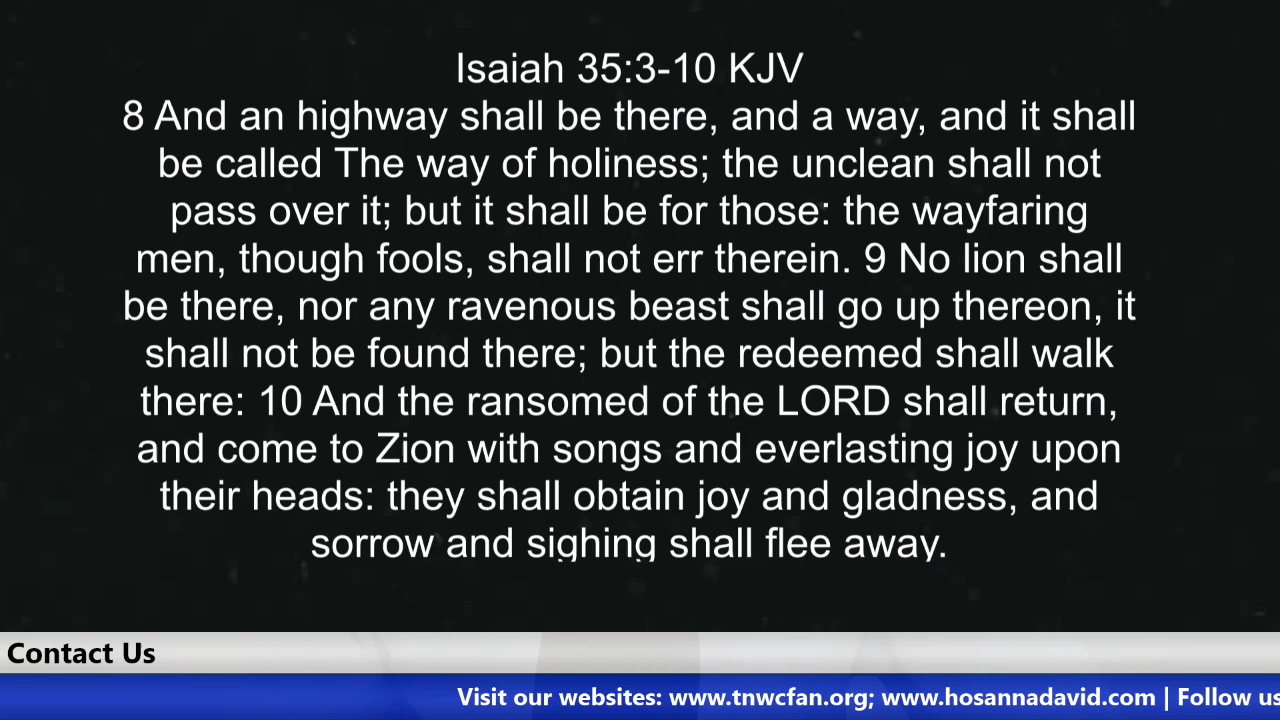 Isaiah 35:3-10 KJV
8 And an highway shall be there, and a way, and it shall
be called The way of holiness; the unclean shall not
pass over it; but it shall be for those: the wayfaring
men, though fools, shall not err therein. 9 No lion shall
be there, nor any ravenous beast shall go up thereon, it
shall not be found there; but the redeemed shall walk
there: 10 And the ransomed of the LORD shall return,
and come to Zion with songs and everlasting joy upon
their heads: they shall obtain joy and gladness, and
sorrow and sighing shall flee away.
Contact Us
Visit our websites: www.tnwcfan.org; www.hosannadavid.com | Follow us